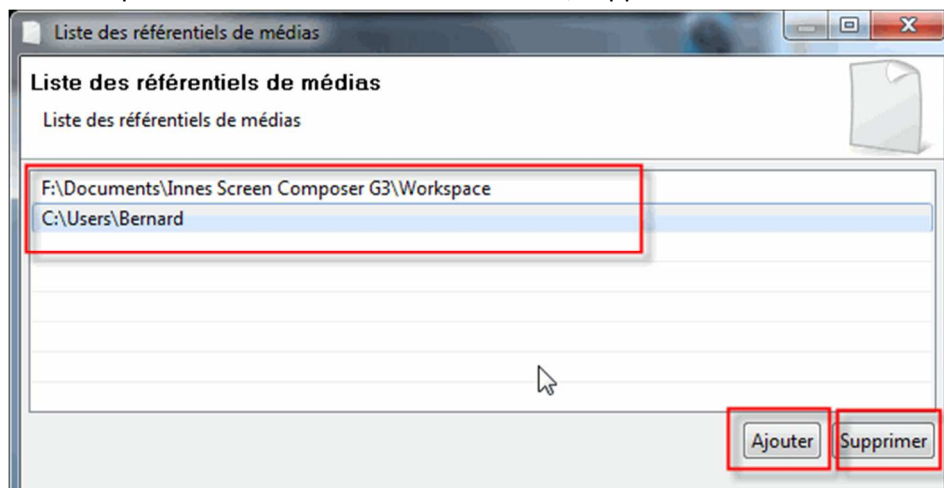 Liste des référentiels de médias
Liste des référentiels de médias
Liste des référentiels de médias
F:\Documents\Innes Screen Composer G3\Workspace
C:\Users\Bernard
Ajouter Supprimer